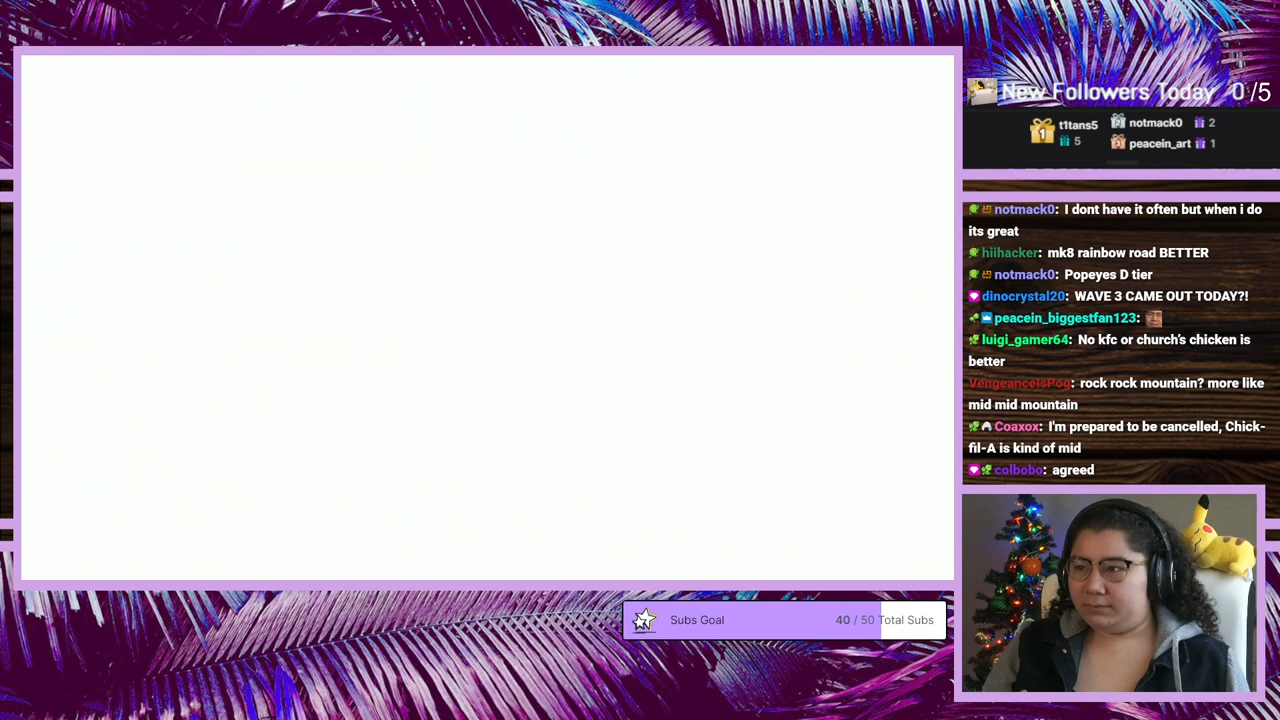 New Followers Today 0 /5
1 t1tans5
5
2 notmack0 2
3 peacein_art 1
notmack0: I dont have it often but when i do
its great
hiihacker: mk8 rainbow road BETTER
notmack0: Popeyes D tier
dinocrystal20: WAVE 3 CAME OUT TODAY?!
peacein_biggestfan123:
luigi_gamer64: No kfc or church's chicken is
better
VengeanceIsPog: rock rock mountain? more like
mid mid mountain
Coaxox: I'm prepared to be cancelled, Chick-
fil-A is kind of mid
colbobo: agreed
Subs Goal 40 / 50 Total Subs